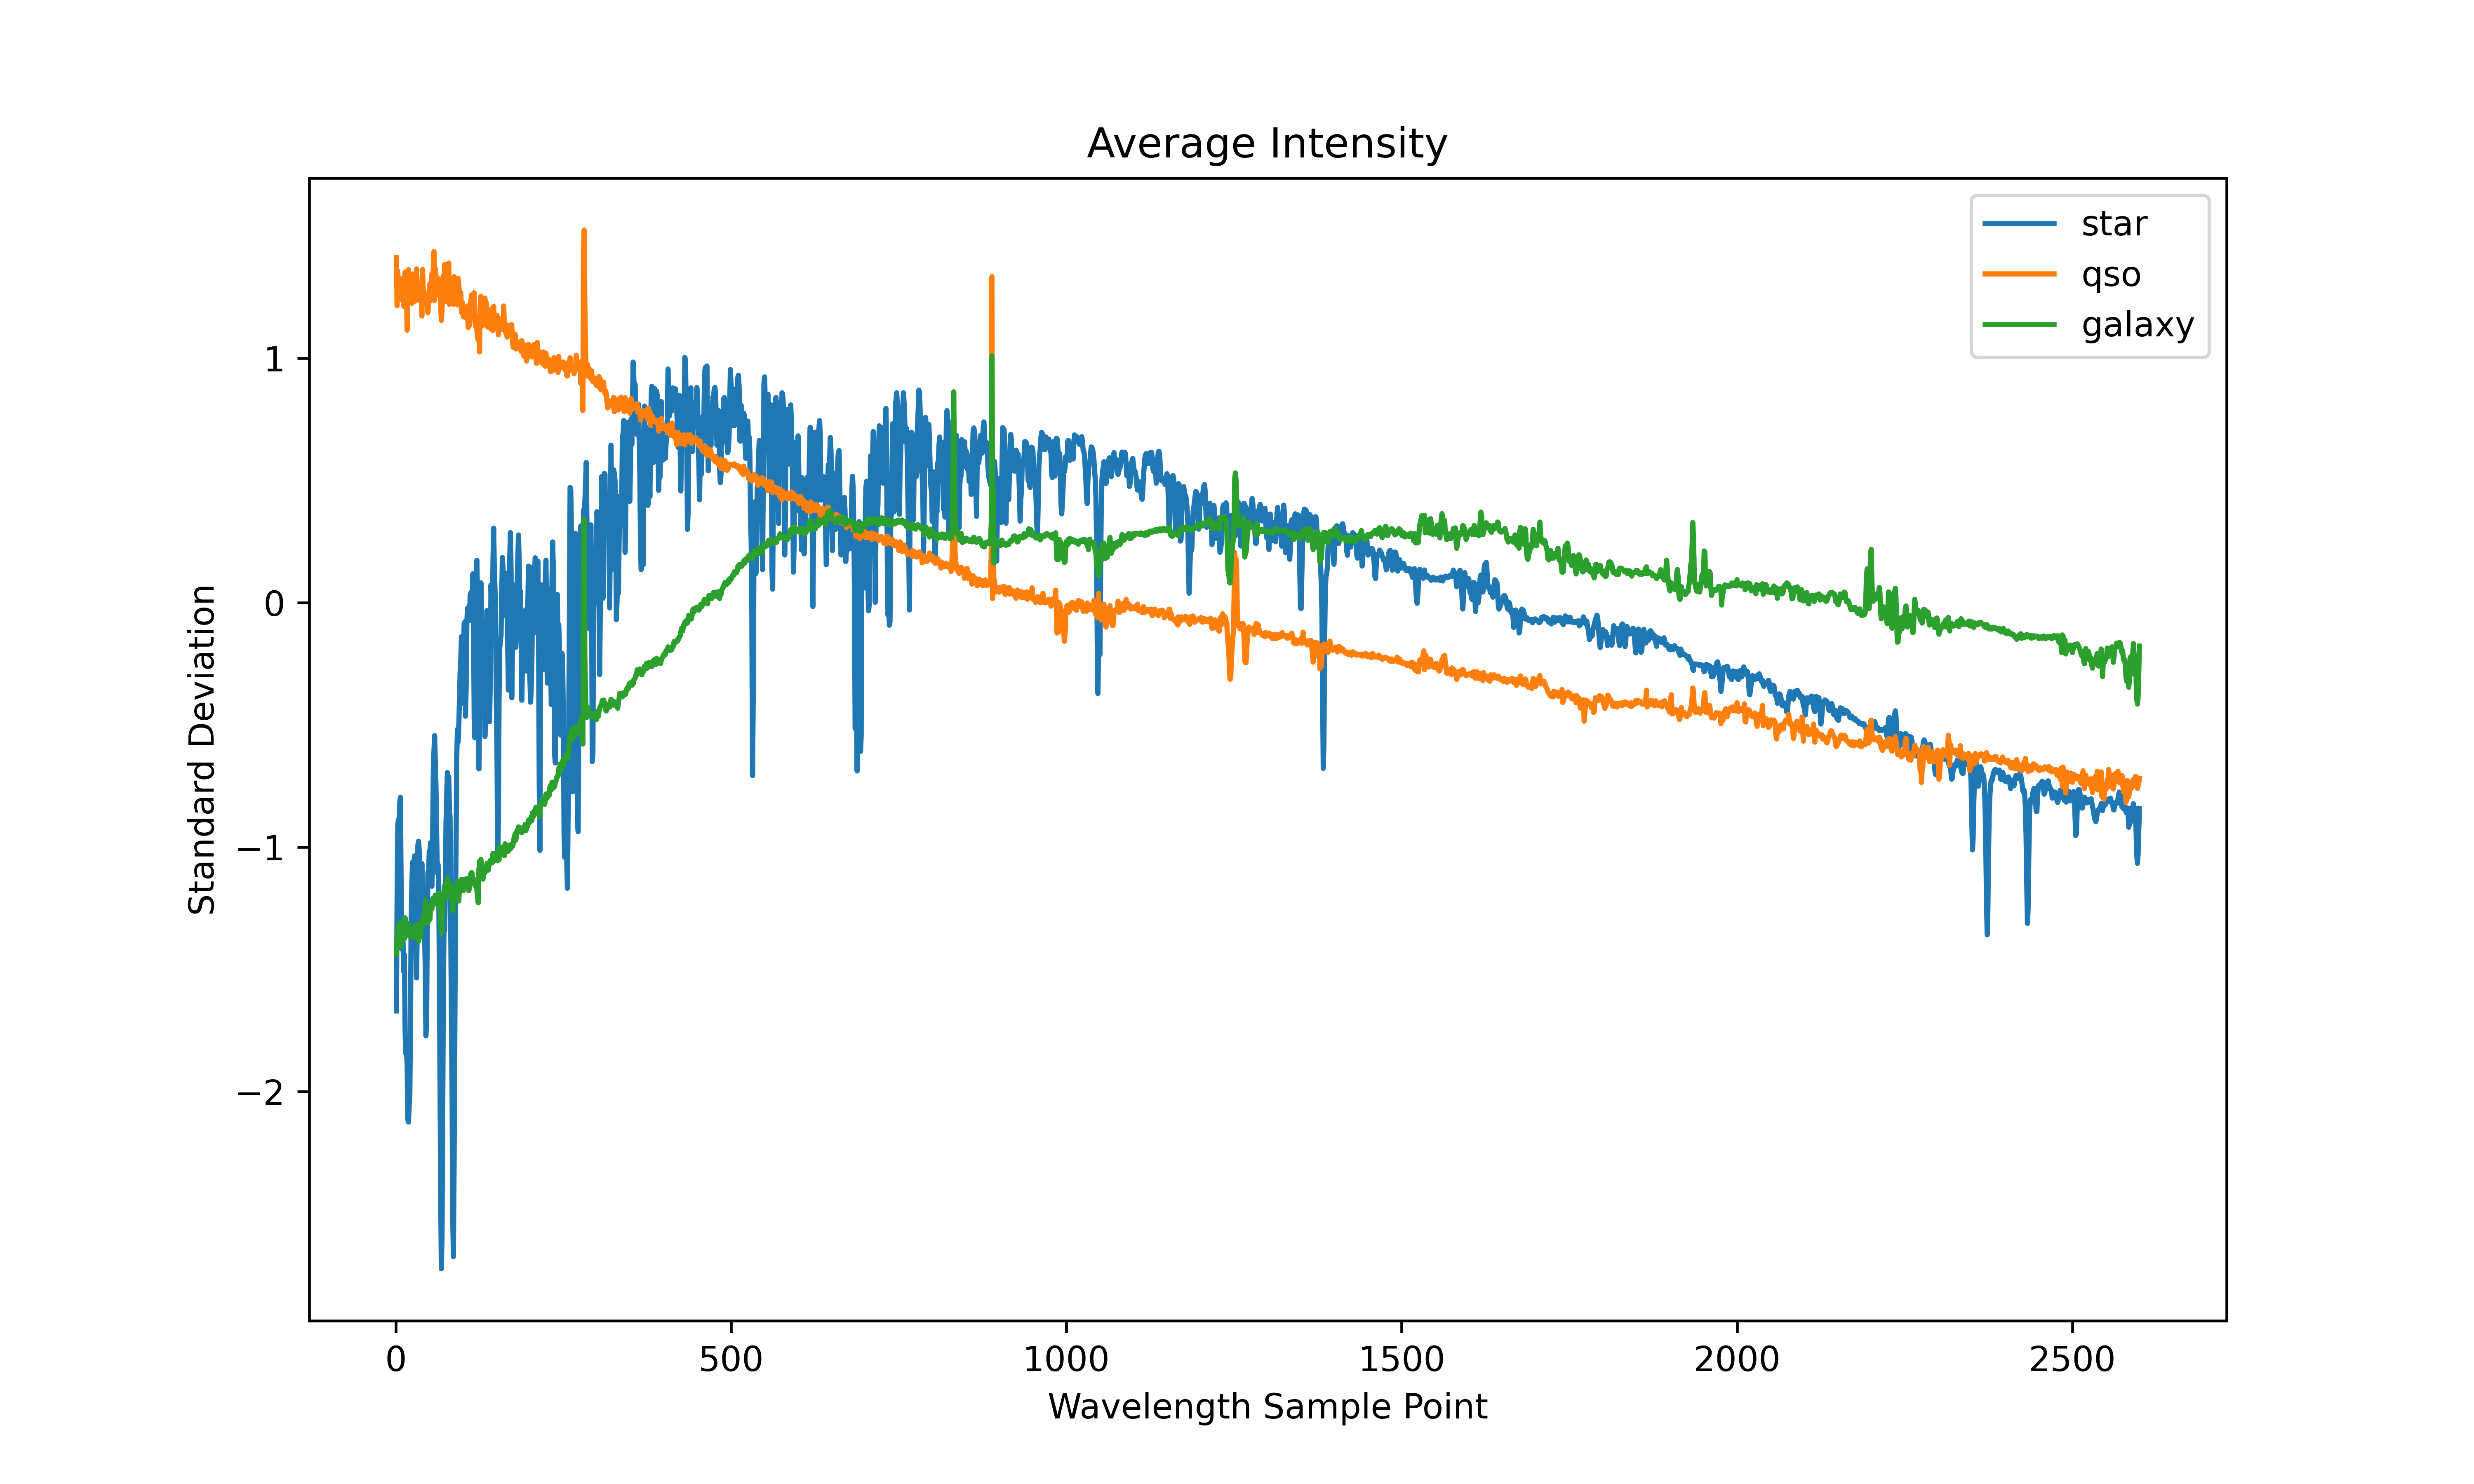 Average Intensity
star
qso
galaxy
1
0
−1
−2
Standard Deviation
0 500 1000 1500 2000 2500
Wavelength Sample Point